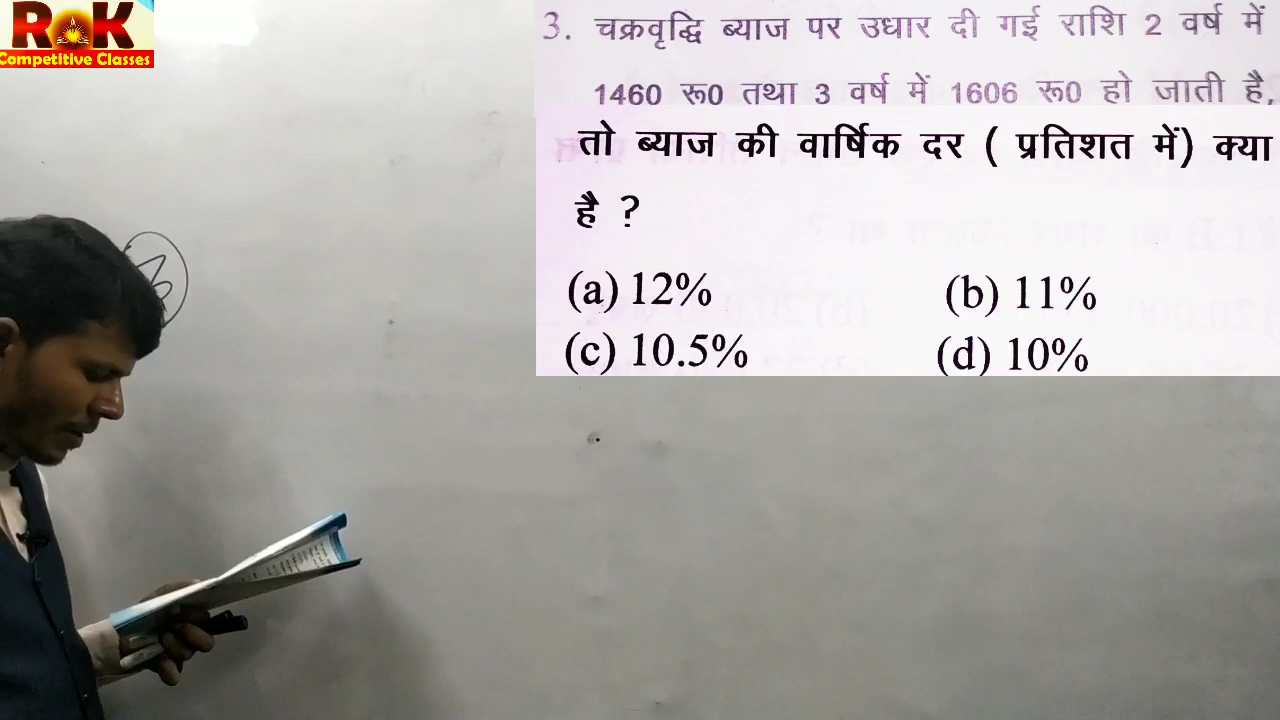 ROK
Competitive Classes
3. चक्रवृद्धि ब्याज पर उधार दी गई राशि 2 वर्ष में
1460 रू0 तथा 3 वर्ष में 1606 रू0 हो जाती है,
तो ब्याज की वार्षिक दर ( प्रतिशत में) क्या
है ?
(a) 12%
(b) 11%
(c) 10.5%
(d) 10%